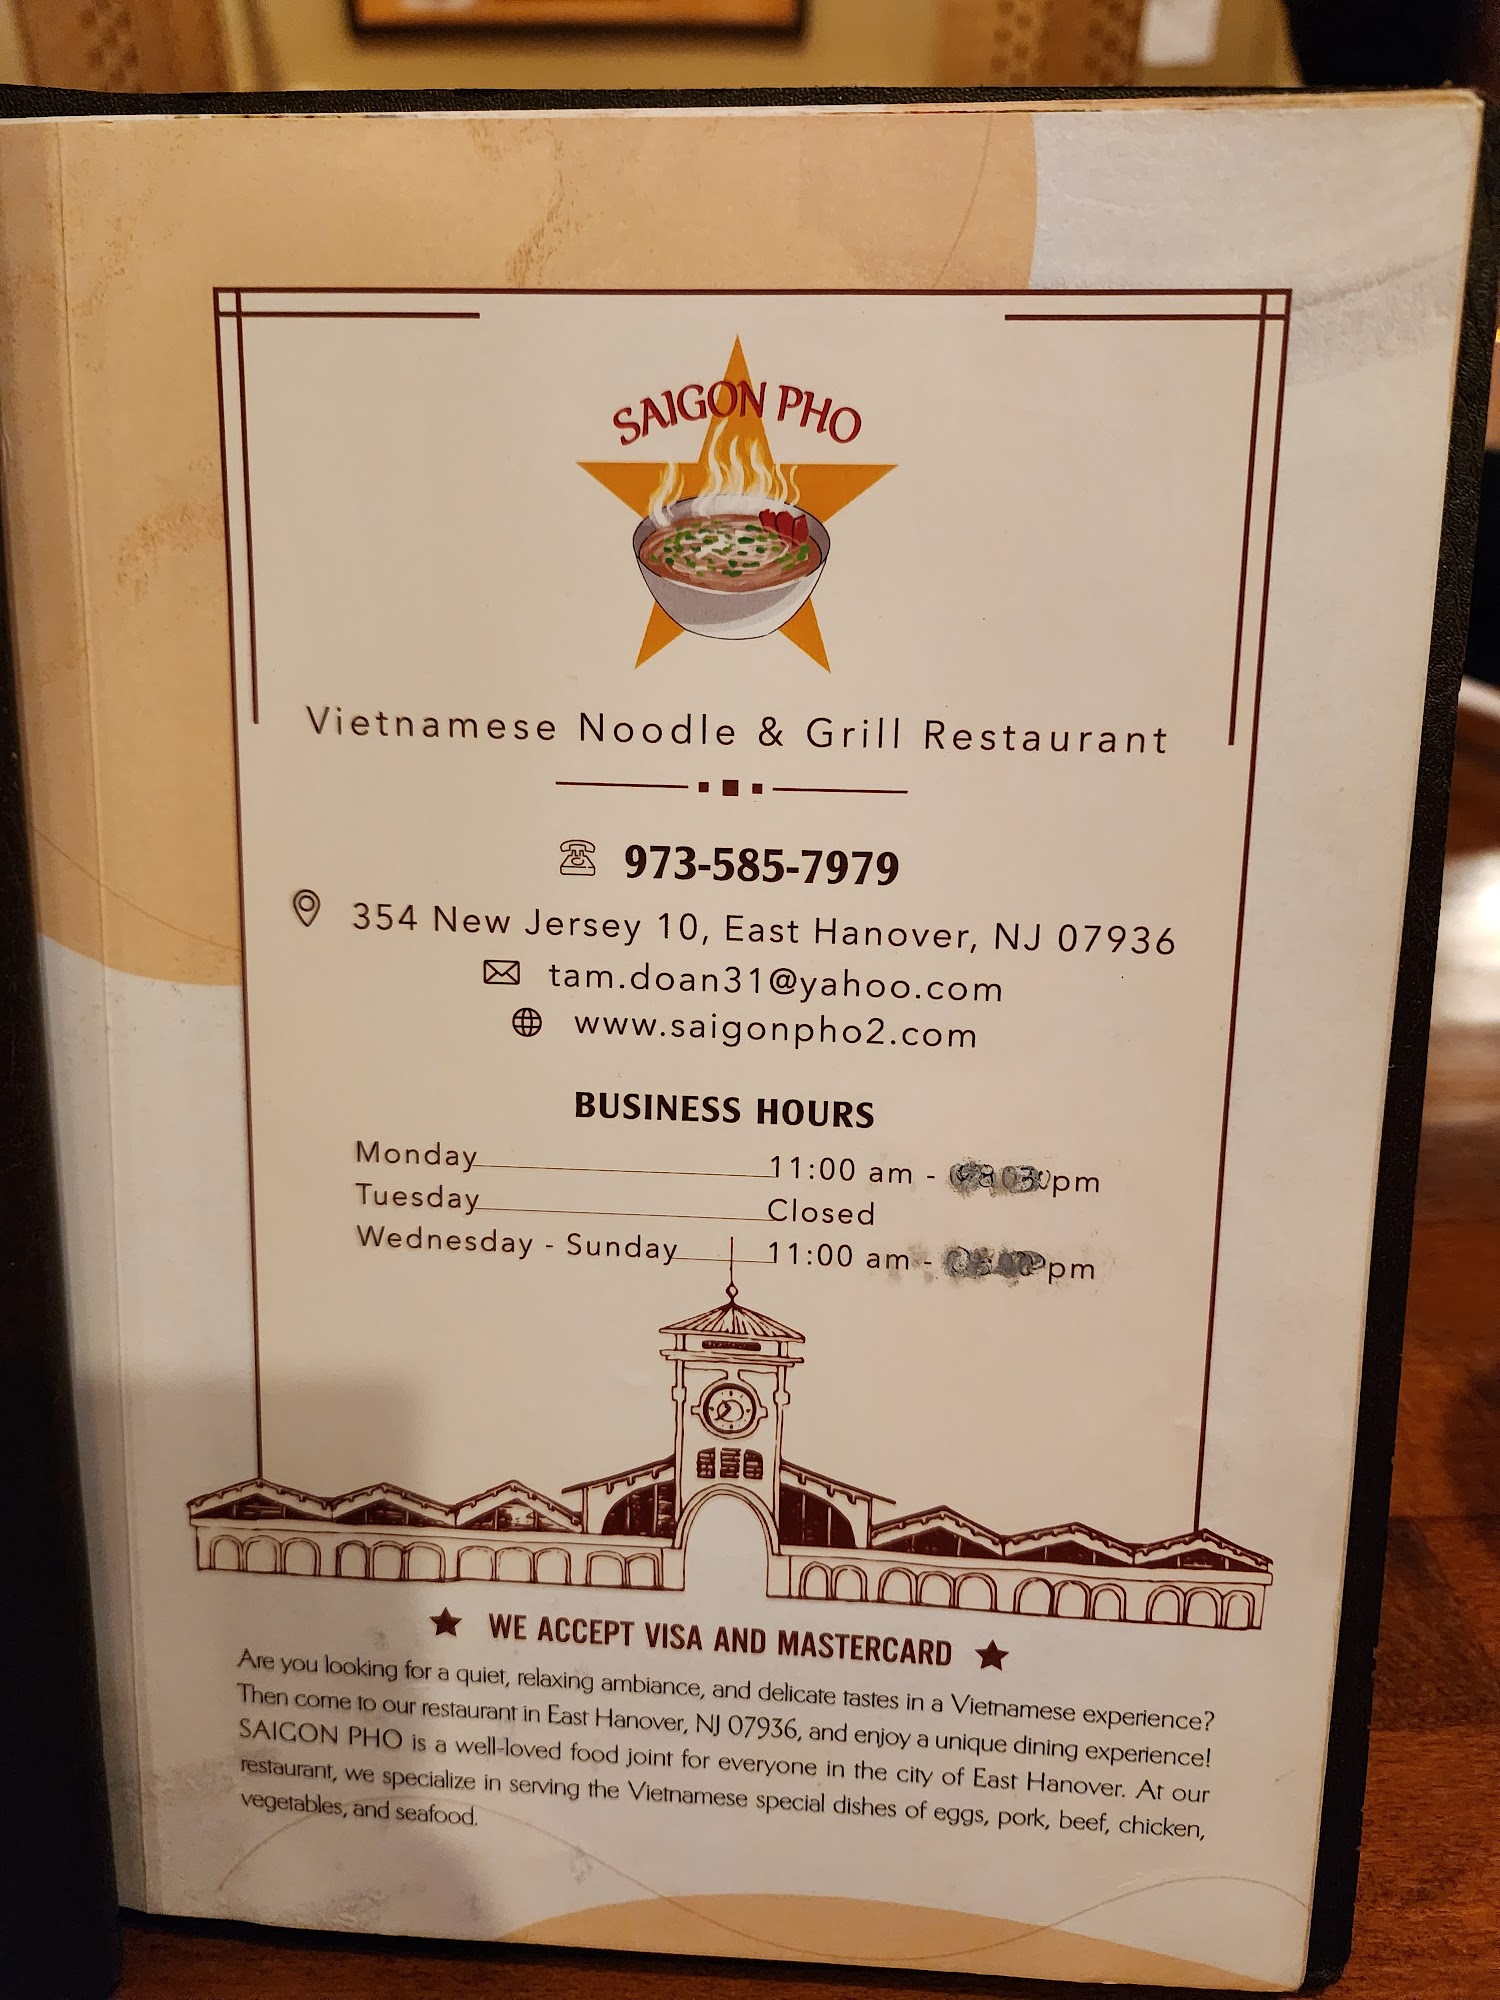 SAIGON PHO
Vietnamese Noodle & Grill Restaurant
973-585-7979
354 New Jersey 10, East Hanover, NJ 07936
tam.doan31@yahoo.com
www.saigonpho2.com
BUSINESS HOURS
Monday 11:00 am - pm
Tuesday Closed
Wednesday - Sunday 11:00 am - pm
WE ACCEPT VISA AND MASTERCARD
Are you looking for a quiet, relaxing ambiance, and delicate tastes in a Vietnamese experience?
Then come to our restaurant in East Hanover, NJ 07936, and enjoy a unique dining experience!
SAIGON PHO is a well-loved food joint for everyone in the city of East Hanover. At our
restaurant, we specialize in serving the Vietnamese special dishes of eggs, pork, beef, chicken,
vegetables, and seafood.